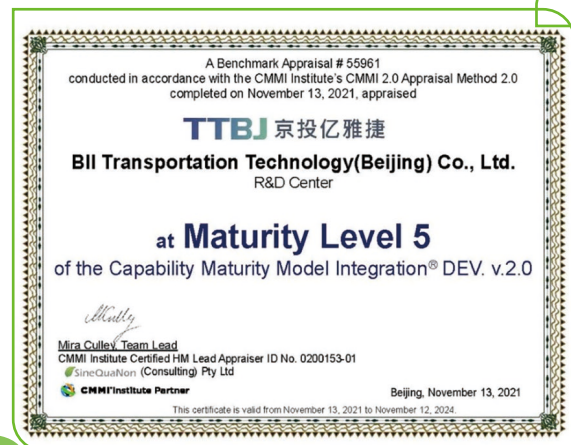 A Benchmark Appraisal # 55961
conducted in accordance with the CMMI Institute's CMMI 2.0 Appraisal Method 2.0
completed on November 13, 2021, appraised
TTBJ 京投亿雅捷
BII Transportation Technology(Beijing) Co., Ltd.
R&D Center
at Maturity Level 5
of the Capability Maturity Model Integration® DEV. v.2.0
Mira Culley, Team Lead
CMMI Institute Certified HM Lead Appraiser ID No. 0200153-01
SineQuaNon (Consulting) Pty Ltd
CMMI Institute Partner
Beijing, November 13, 2021
This certificate is valid from November 13, 2021 to November 12, 2024.